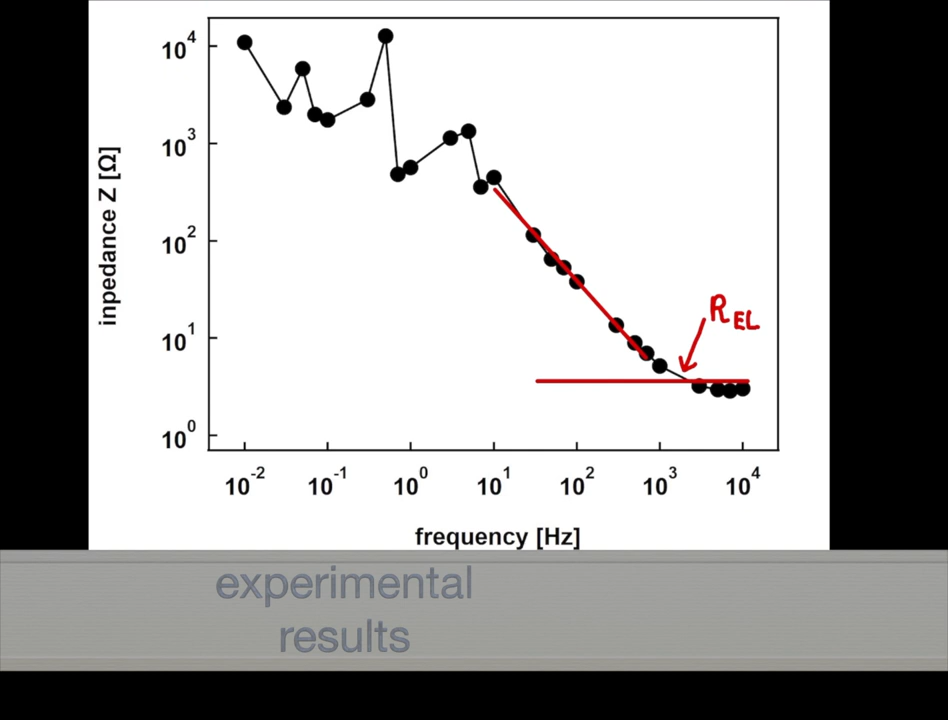 10⁴
10³
10²
10¹
10⁰
inpedance Z [Ω]
R_EL
10⁻² 10⁻¹ 10⁰ 10¹ 10² 10³ 10⁴
frequency [Hz]
experimental
results